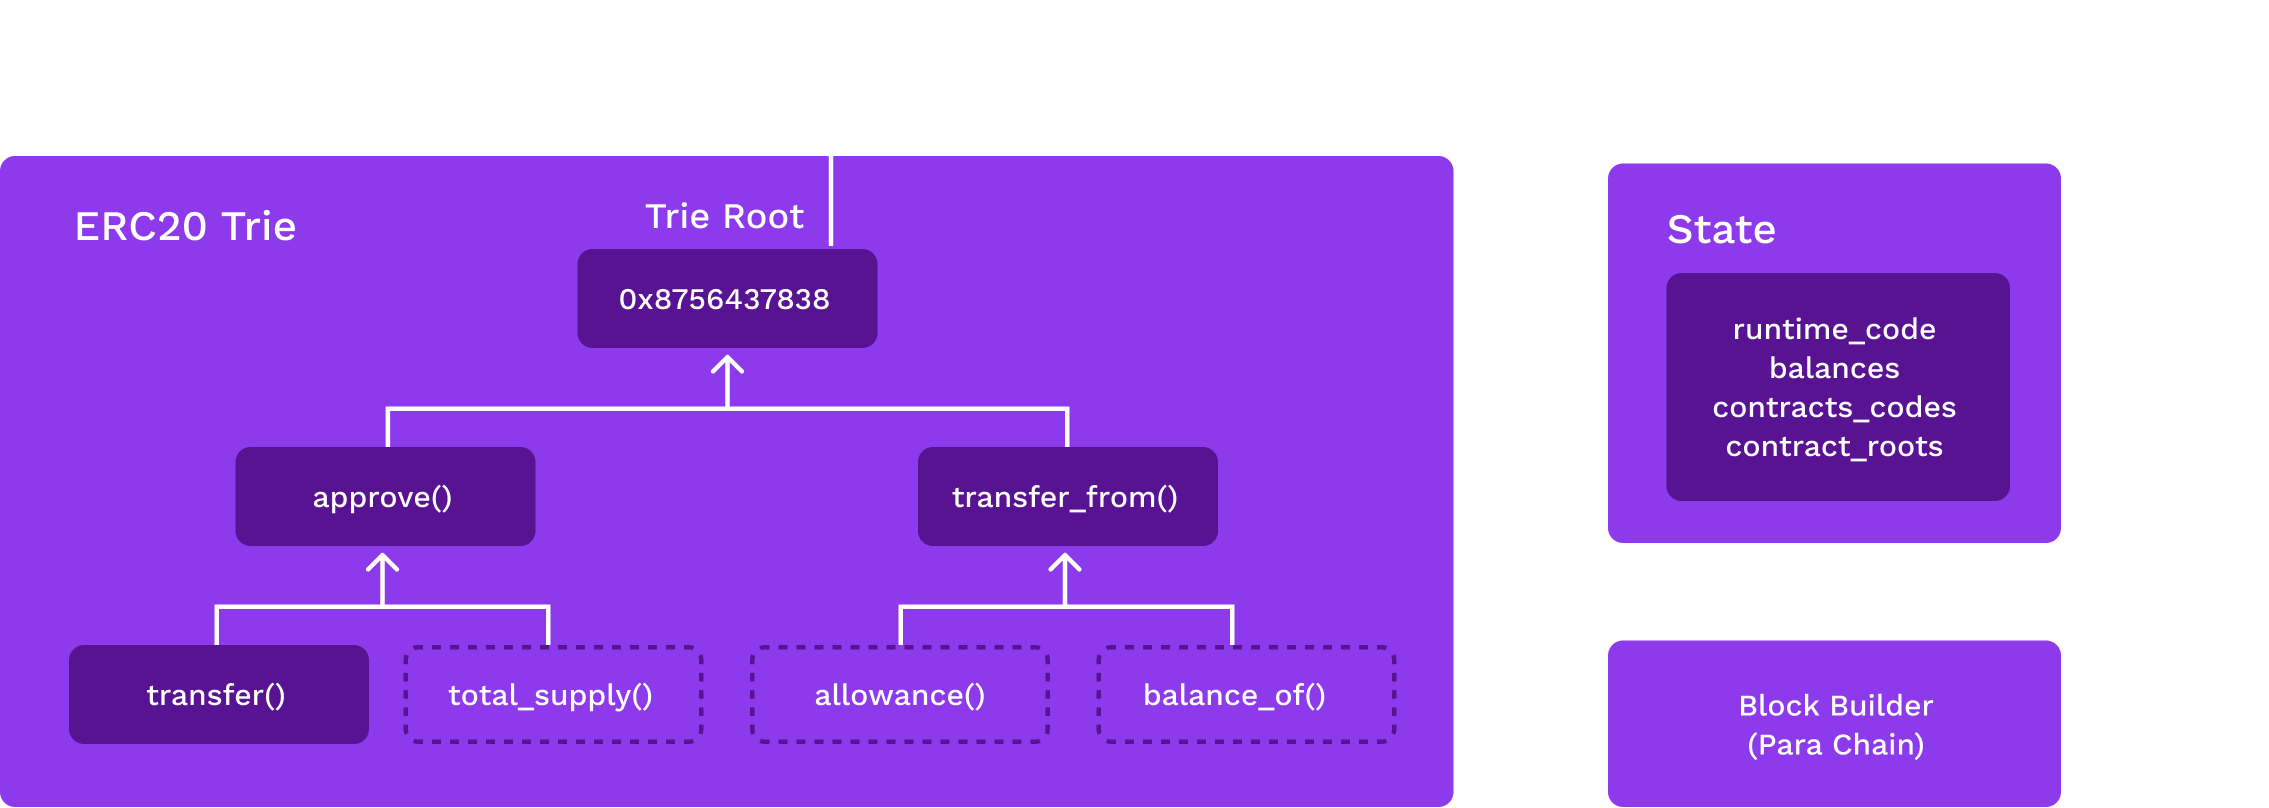 ERC20 Trie
Trie Root
0x8756437838
approve()
transfer_from()
transfer()
total_supply()
allowance()
balance_of()
State
runtime_code
balances
contracts_codes
contract_roots
Block Builder
(Para Chain)